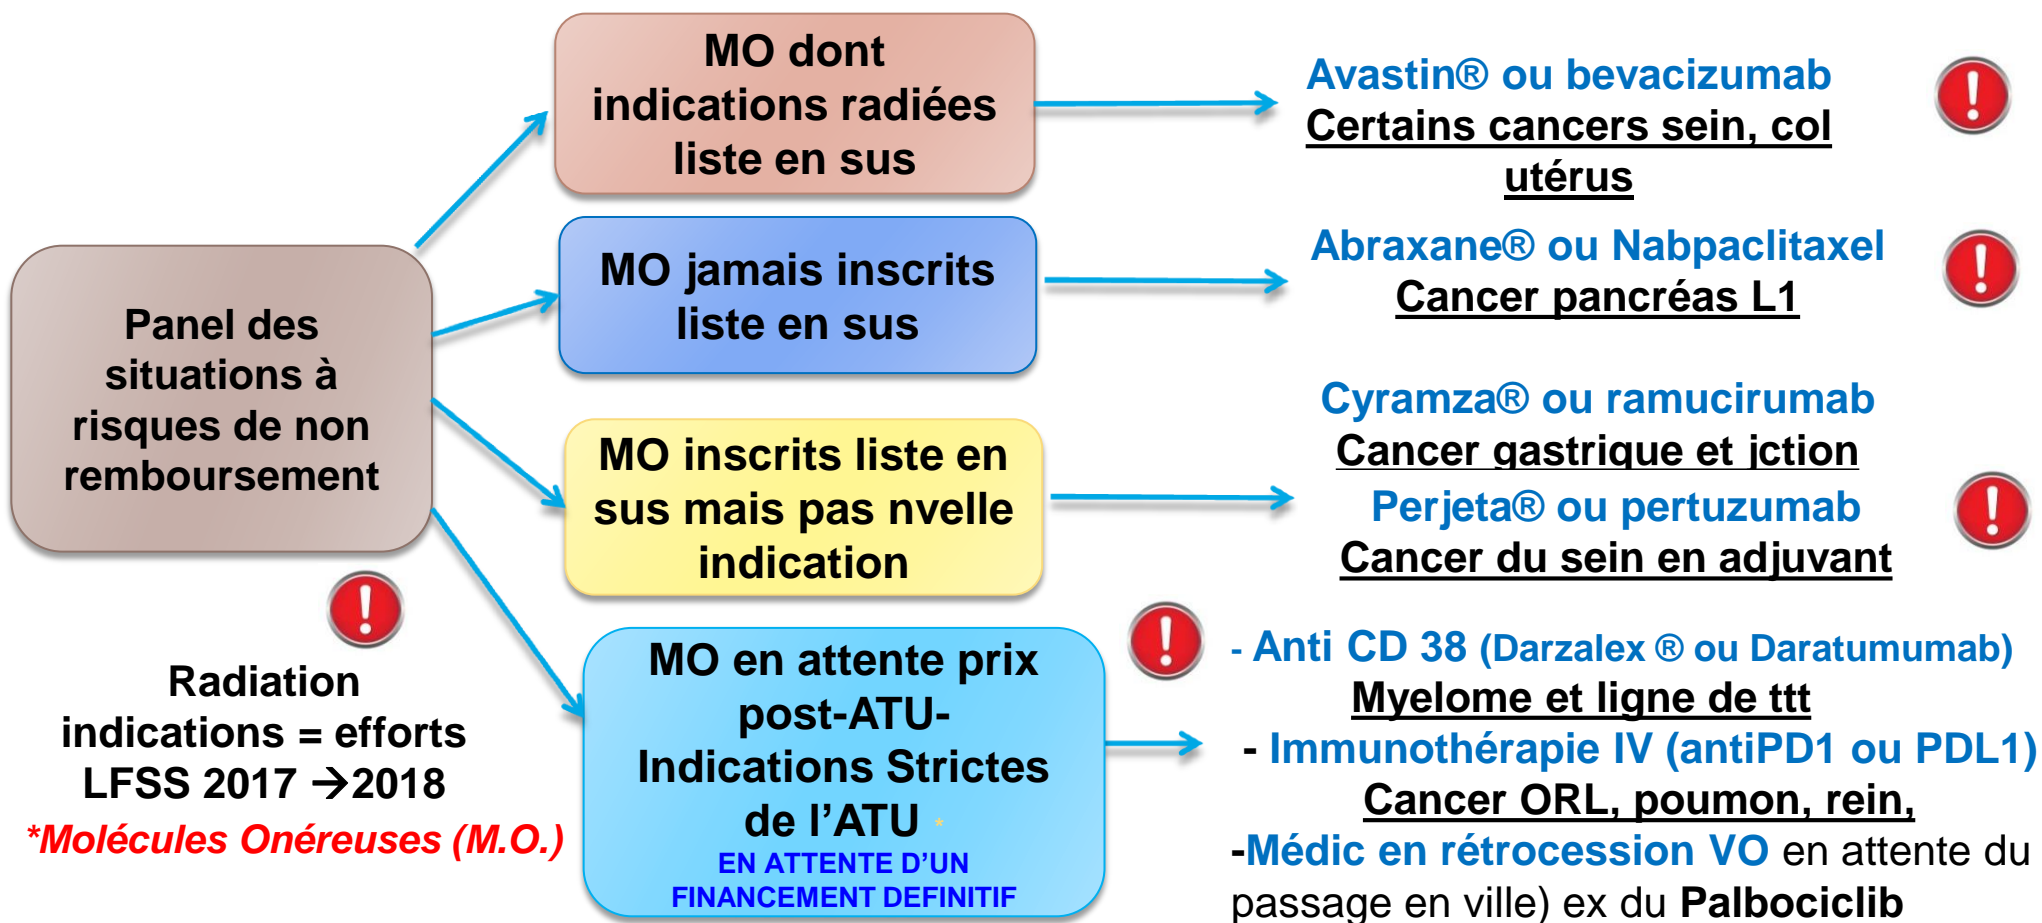 Panel des
situations à
risques de non
remboursement
Radiation
indications = efforts
LFSS 2017 →2018
*Molécules Onéreuses (M.O.)
MO dont
indications radiées
liste en sus
Avastin® ou bevacizumab
Certains cancers sein, col
utérus
MO jamais inscrits
liste en sus
Abraxane® ou Nabpaclitaxel
Cancer pancréas L1
MO inscrits liste en
sus mais pas nvelle
indication
Cyramza® ou ramucirumab
Cancer gastrique et jction
Perjeta® ou pertuzumab
Cancer du sein en adjuvant
MO en attente prix
post-ATU-
Indications Strictes
de l’ATU *
EN ATTENTE D’UN
FINANCEMENT DEFINITIF
- Anti CD 38 (Darzalex ® ou Daratumumab)
Myelome et ligne de ttt
- Immunothérapie IV (antiPD1 ou PDL1)
Cancer ORL, poumon, rein,
-Médic en rétrocession VO en attente du
passage en ville) ex du Palbociclib